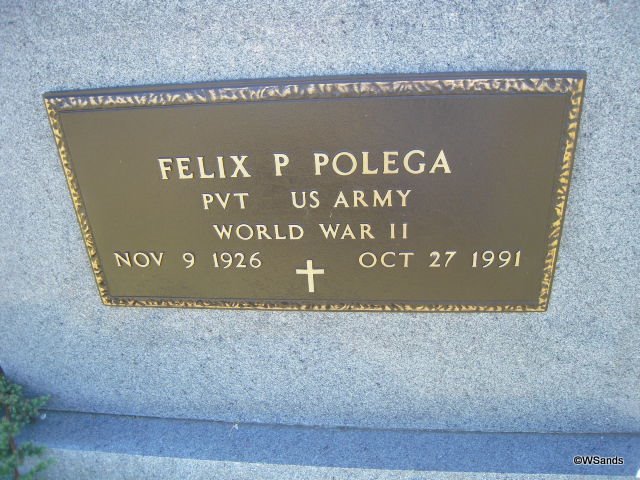 FELIX P POLEGA
PVT US ARMY
WORLD WAR II
NOV 9 1926 OCT 27 1991
©WSands